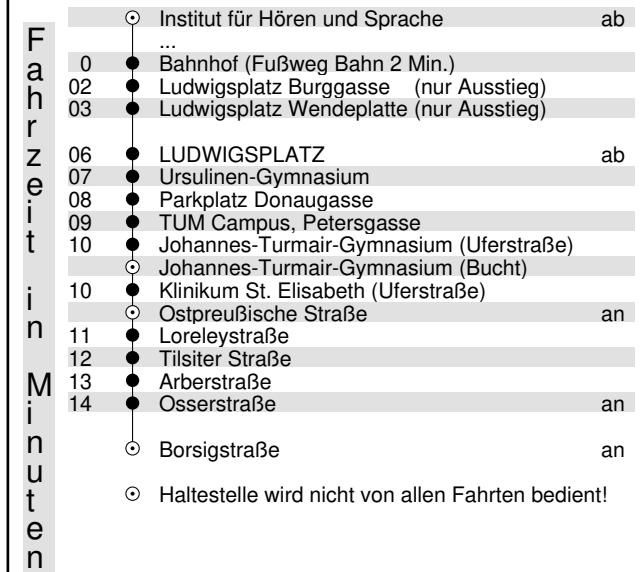 Fahrzeit in Minuten
Institut für Hören und Sprache ab
...
0 Bahnhof (Fußweg Bahn 2 Min.)
02 Ludwigsplatz Burggasse (nur Ausstieg)
03 Ludwigsplatz Wendeplatte (nur Ausstieg)
06 LUDWIGSPLATZ ab
07 Ursulinen-Gymnasium
08 Parkplatz Donaugasse
09 TUM Campus, Petersgasse
10 Johannes-Turmair-Gymnasium (Uferstraße)
Johannes-Turmair-Gymnasium (Bucht)
10 Klinikum St. Elisabeth (Uferstraße)
Ostpreußische Straße an
11 Loreleystraße
12 Tilsiter Straße
13 Arberstraße
14 Osserstraße an
Borsigstraße an
Haltestelle wird nicht von allen Fahrten bedient!